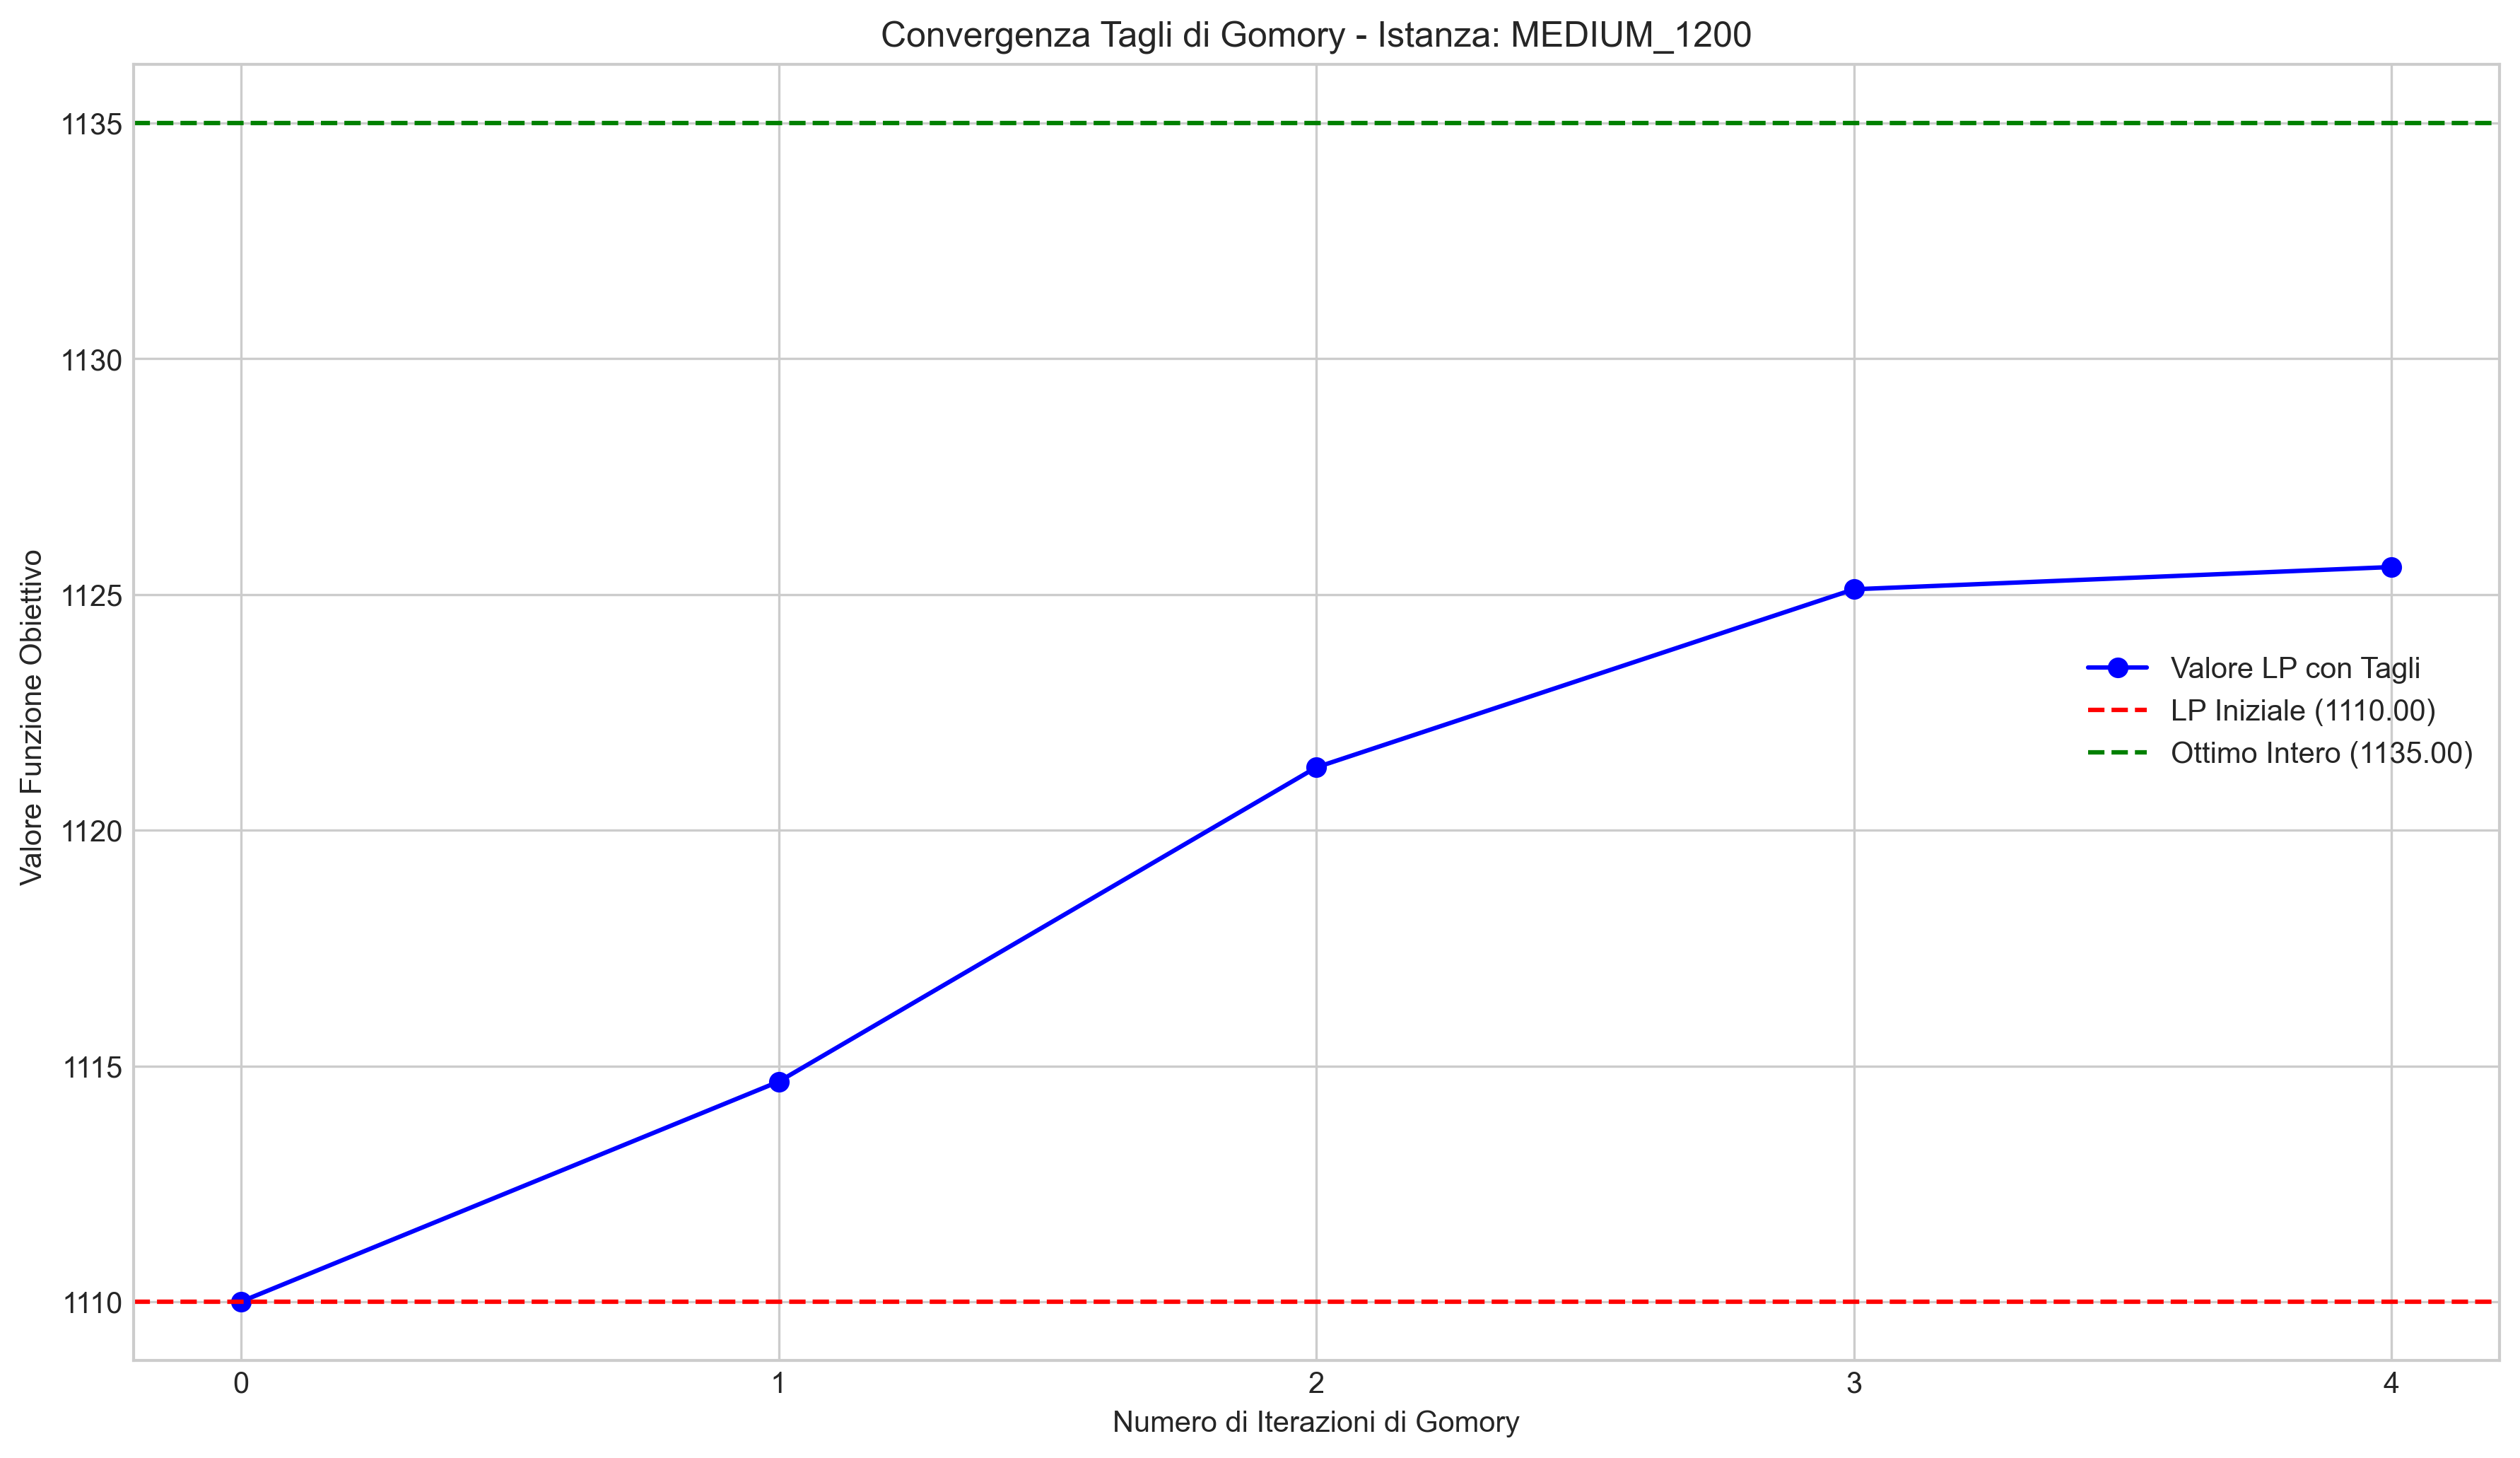 Convergenza Tagli di Gomory - Istanza: MEDIUM_1200
Valore Funzione Obiettivo
1135
1130
1125
1120
1115
1110
Valore LP con Tagli
LP Iniziale (1110.00)
Ottimo Intero (1135.00)
0 1 2 3 4
Numero di Iterazioni di Gomory